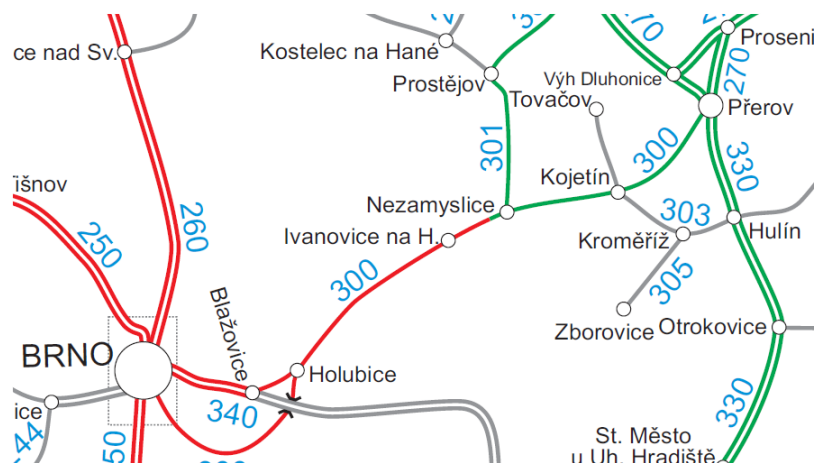 ce nad Sv.
Kostelec na Hané
Prostějov
Výh Dluhonice
Tovačov
Proseni
270
Přerov
301
300
330
Kojetín
išnov
260
250
Nezamyslice
Ivanovice na H.
303
Kroměříž
Hulín
305
300
Blažovice
Zborovice
Otrokovice
BRNO
Holubice
340
ice
330
St. Město
u Uh. Hradiště